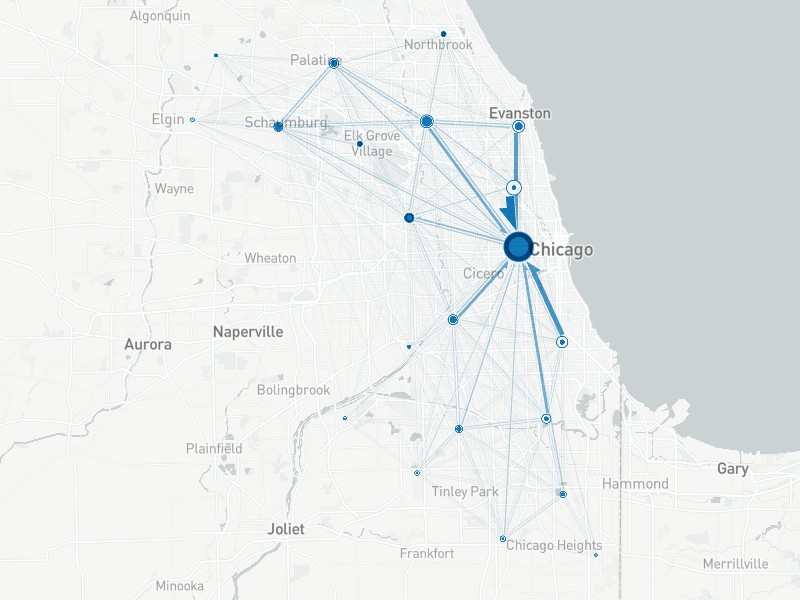 Algonquin
Northbrook
Palatine
Evanston
Elgin
Schaumburg
Elk Grove
Village
Wayne
Chicago
Wheaton
Cicero
Naperville
Aurora
Bolingbrook
Plainfield
Gary
Hammond
Tinley Park
Joliet
Chicago Heights
Frankfort
Merrillville
Minooka